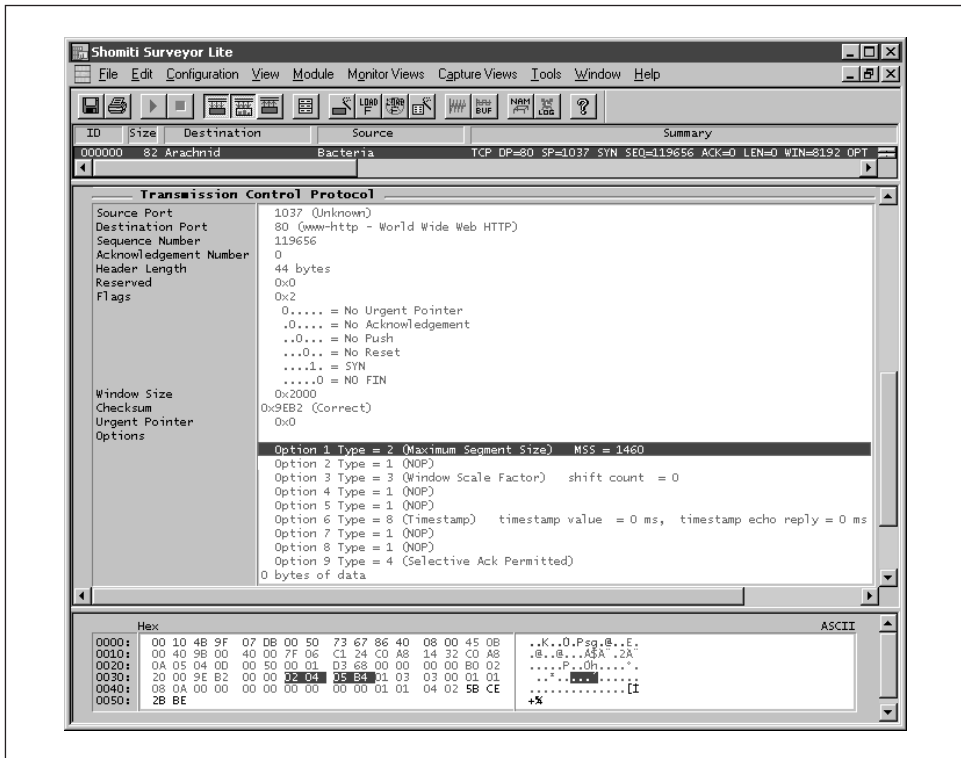 Shomiti Surveyor Lite
File Edit Configuration View Module Monitor Views Capture Views Tools Window Help
LOAD F NAM BUF LOG ?
ID Size Destination Source Summary
000000 82 Arachnid Bacteria TCP DP=80 SP=1037 SYN SEQ=119656 ACK=0 LEN=0 WIN=8192 OPT
Transmission Control Protocol
Source Port 1037 (Unknown)
Destination Port 80 (www-http - World Wide Web HTTP)
Sequence Number 119656
Acknowledgement Number 0
Header Length 44 bytes
Reserved 0x0
Flags 0x2
0..... = No Urgent Pointer
.0.... = No Acknowledgement
..0... = No Push
...0.. = No Reset
....1. = SYN
.....0 = NO FIN
Window Size 0x2000
Checksum 0x9EB2 (Correct)
Urgent Pointer 0x0
Options
Option 1 Type = 2 (Maximum Segment Size) MSS = 1460
Option 2 Type = 1 (NOP)
Option 3 Type = 3 (Window Scale Factor) shift count = 0
Option 4 Type = 1 (NOP)
Option 5 Type = 1 (NOP)
Option 6 Type = 8 (Timestamp) timestamp value = 0 ms, timestamp echo reply = 0 ms
Option 7 Type = 1 (NOP)
Option 8 Type = 1 (NOP)
Option 9 Type = 4 (Selective Ack Permitted)
0 bytes of data
Hex ASCII
0000: 00 10 4B 9F 07 DB 00 50 73 67 86 40 08 00 45 0B ..K..Û.Psg.@..E.
0010: 00 40 9B 00 40 00 7F 06 C1 24 C0 A8 14 32 C0 A8 .@..@...Á$À¨.2À¨
0020: 0A 05 04 0D 00 50 00 01 D3 68 00 00 00 00 B0 02 .....P..Óh....°.
0030: 20 00 9E B2 00 00 02 04 05 B4 01 03 03 00 01 01
0040: 08 0A 00 00 00 00 00 00 00 00 01 01 04 02 5B CE ..............[Î
0050: 2B BE +¾